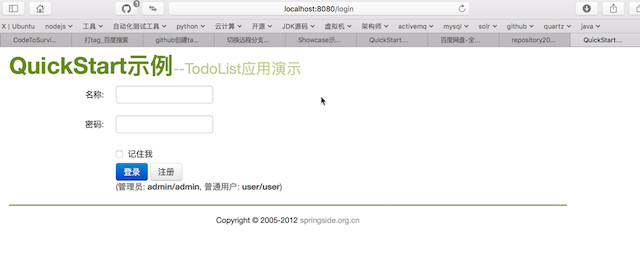 localhost:8080/login
X | Ubuntu nodejs 工具 自动化测试工具 python 云计算 开源 JDK源码 虚拟机 架构师 activemq mysql solr github quartz java
CodeToSurvi... 打tag_百度搜索 github创建ta... 切换远程分支... Showcase示... QuickStart... 百度网盘-全... repository20... QuickStart...
QuickStart示例--TodoList应用演示
名称:
密码:
记住我
登录 注册
(管理员: admin/admin, 普通用户: user/user)
Copyright © 2005-2012 springside.org.cn